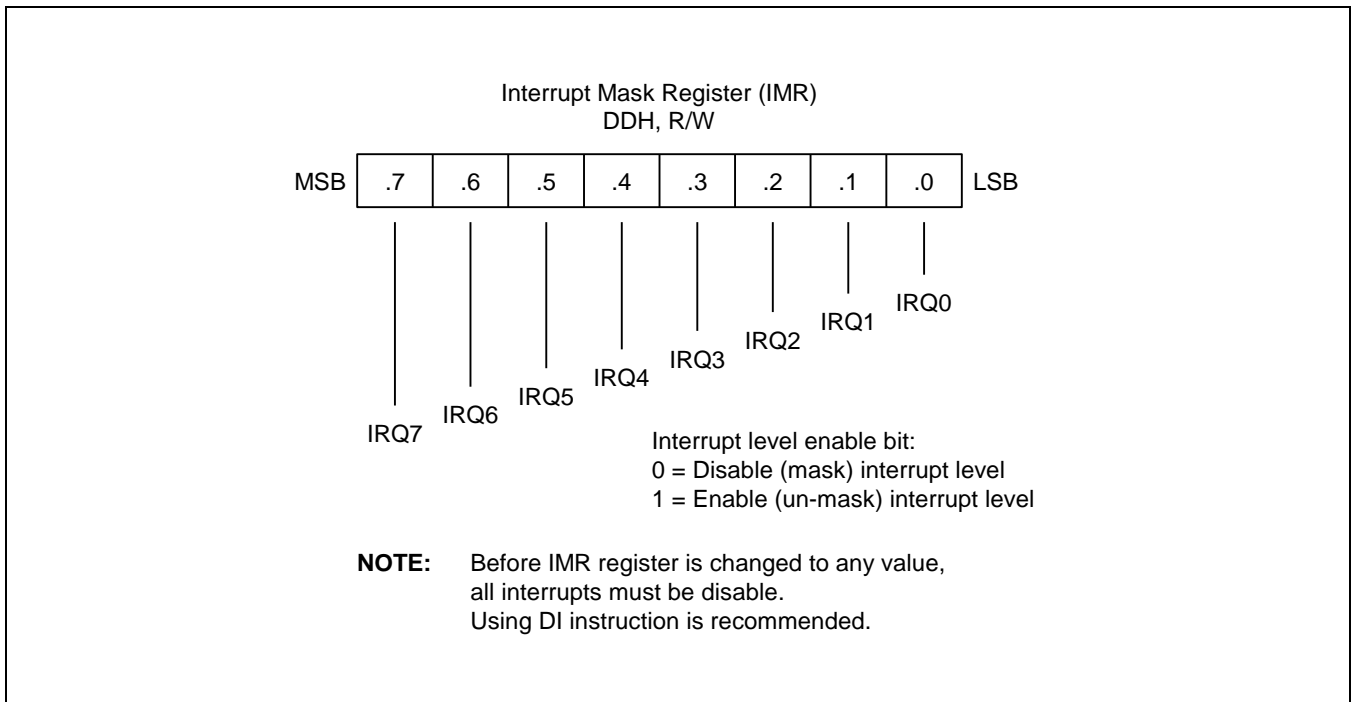 Interrupt Mask Register (IMR)
DDH, R/W
MSB .7 .6 .5 .4 .3 .2 .1 .0 LSB
IRQ7 IRQ6 IRQ5 IRQ4 IRQ3 IRQ2 IRQ1 IRQ0
Interrupt level enable bit:
0 = Disable (mask) interrupt level
1 = Enable (un-mask) interrupt level
NOTE: Before IMR register is changed to any value,
all interrupts must be disable.
Using DI instruction is recommended.